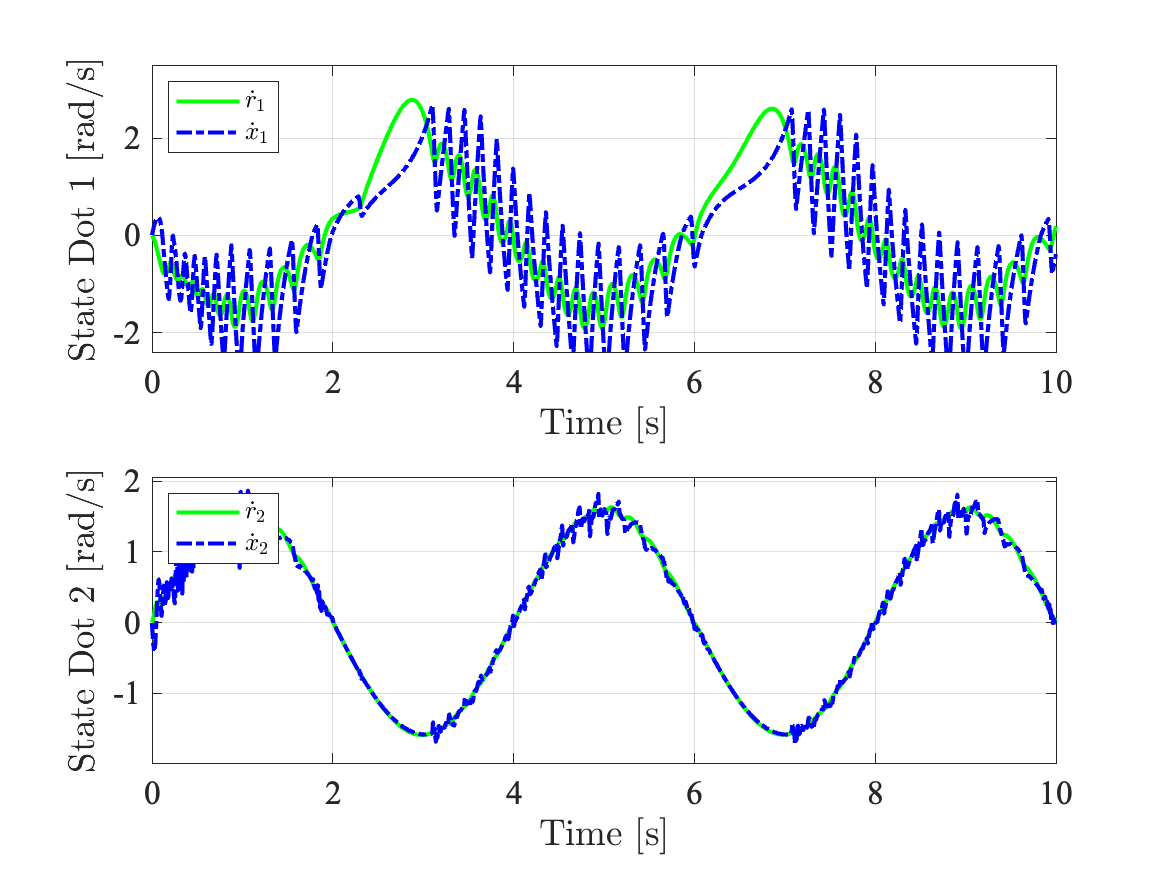 State Dot 1 [rad/s]
2
0
-2
ṙ₁
ẋ₁
0 2 4 6 8 10
Time [s]
State Dot 2 [rad/s]
2
1
0
-1
ṙ₂
ẋ₂
0 2 4 6 8 10
Time [s]